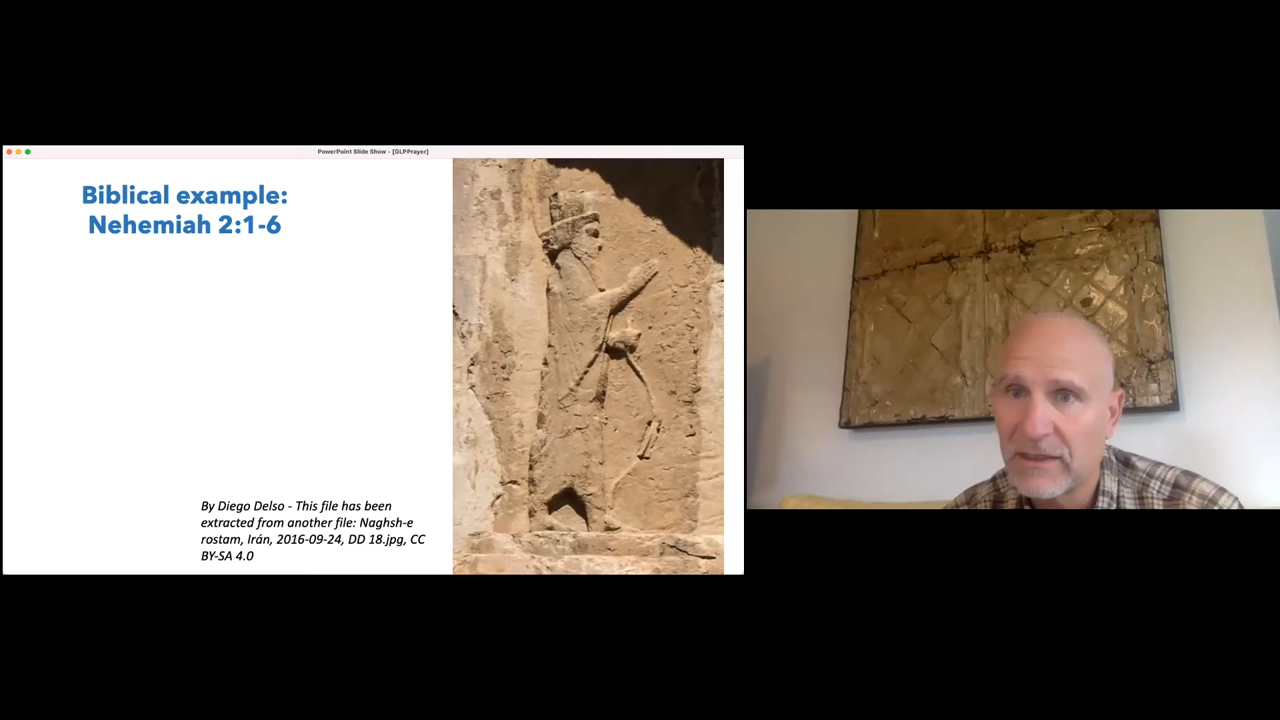 PowerPoint Slide Show - [GLPPrayer]
Biblical example:
Nehemiah 2:1-6
By Diego Delso - This file has been
extracted from another file: Naghsh-e
rostam, Irán, 2016-09-24, DD 18.jpg, CC
BY-SA 4.0